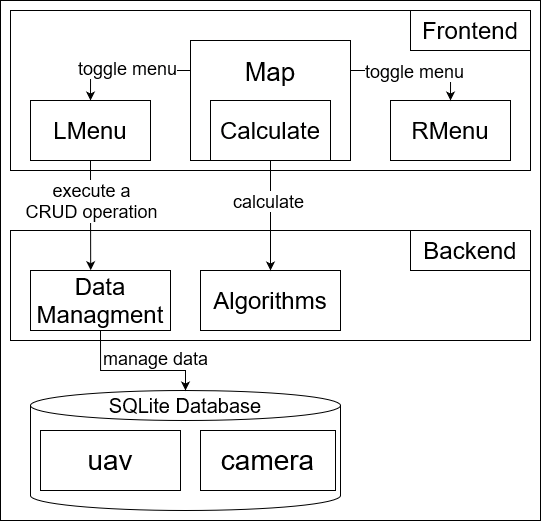 Frontend
Map
toggle menu
toggle menu
LMenu
Calculate
RMenu
execute a
CRUD operation
calculate
Backend
Data
Managment
Algorithms
manage data
SQLite Database
uav
camera